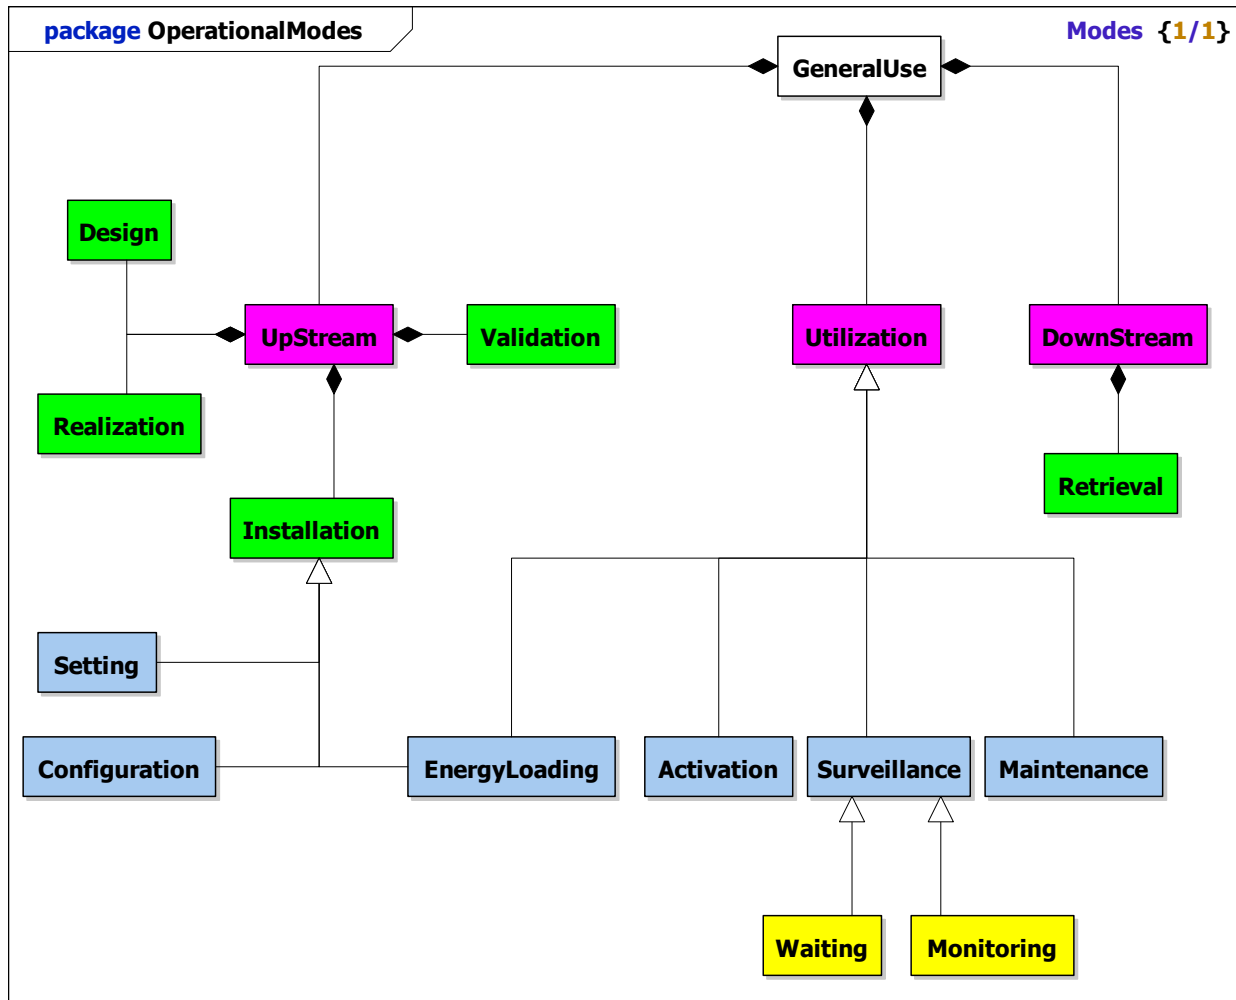 package OperationalModes
Modes {1/1}
GeneralUse
Design
UpStream
Validation
Utilization
DownStream
Realization
Retrieval
Installation
Setting
Configuration
EnergyLoading
Activation
Surveillance
Maintenance
Waiting
Monitoring